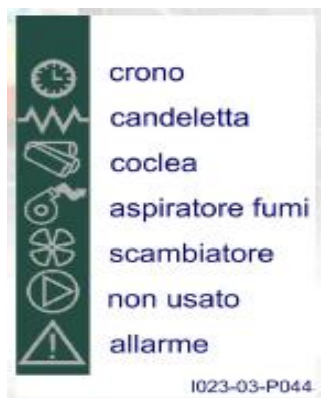 crono
candeletta
coclea
aspiratore fumi
scambiatore
non usato
allarme
I023-03-P044